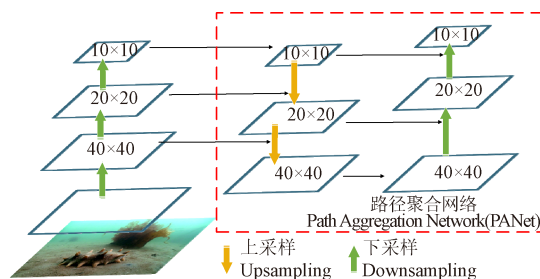 10×10
10×10
10×10
20×20
20×20
20×20
40×40
40×40
40×40
路径聚合网络
Path Aggregation Network(PANet)
上采样
Upsampling
下采样
Downsampling